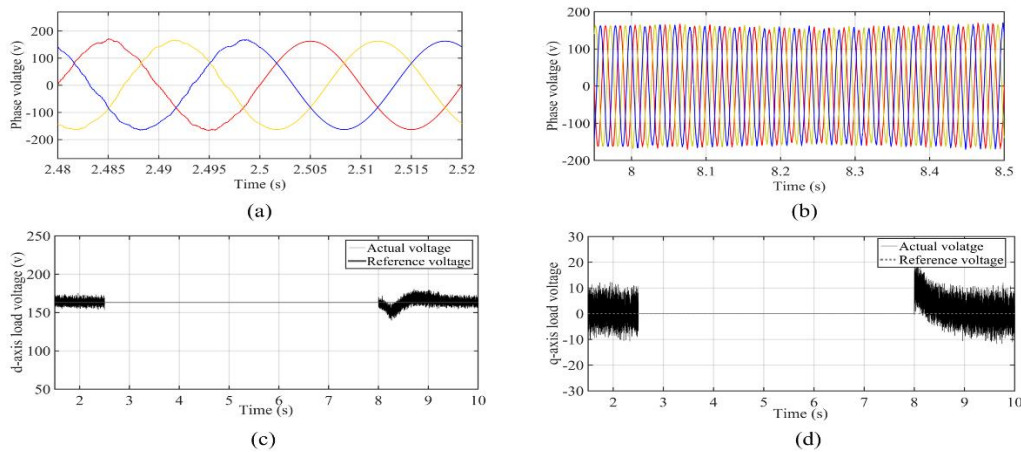 200
100
0
-100
-200
Phase volatge (v)
2.48 2.485 2.49 2.495 2.5 2.505 2.51 2.515 2.52
Time (s)
(a)
200
100
0
-100
-200
Phase volatge (v)
8 8.1 8.2 8.3 8.4 8.5
Time (s)
(b)
250
200
150
100
50
d-axis load voltage (v)
Actual voltage
Reference voltage
2 3 4 5 6 7 8 9 10
Time (s)
(c)
30
20
10
0
-10
-20
-30
q-axis load voltage
Actual volatge
Reference voltage
2 3 4 5 6 7 8 9 10
Time (s)
(d)